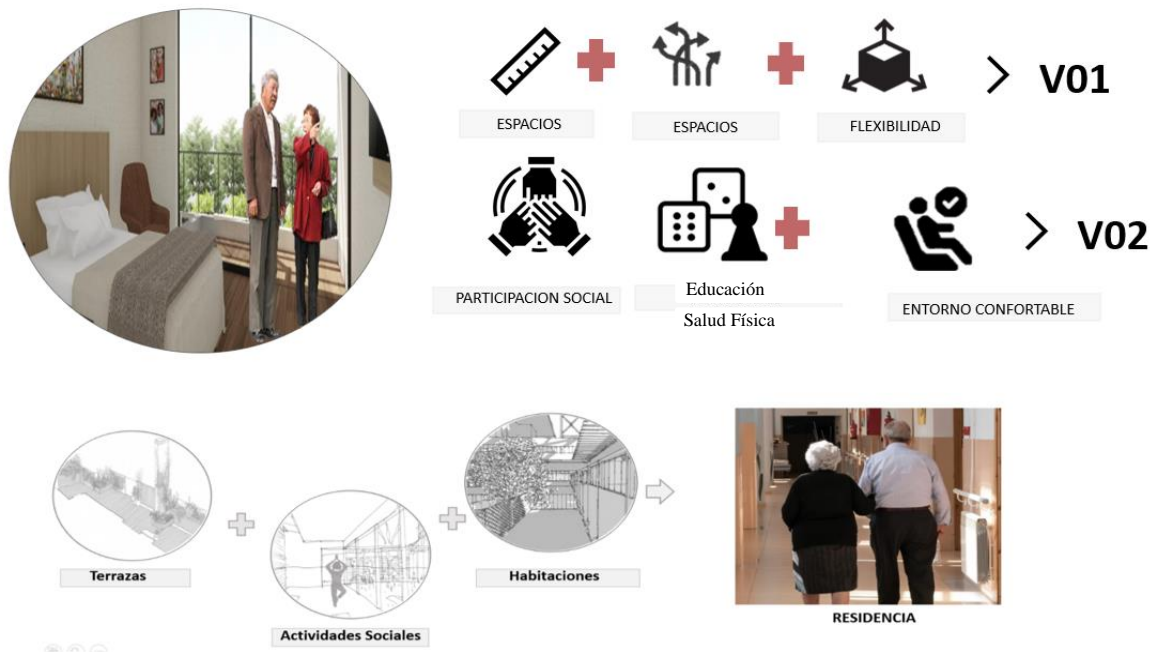 V01
ESPACIOS
ESPACIOS
FLEXIBILIDAD
V02
PARTICIPACION SOCIAL
Educación
Salud Física
ENTORNO CONFORTABLE
Terrazas
Actividades Sociales
Habitaciones
RESIDENCIA